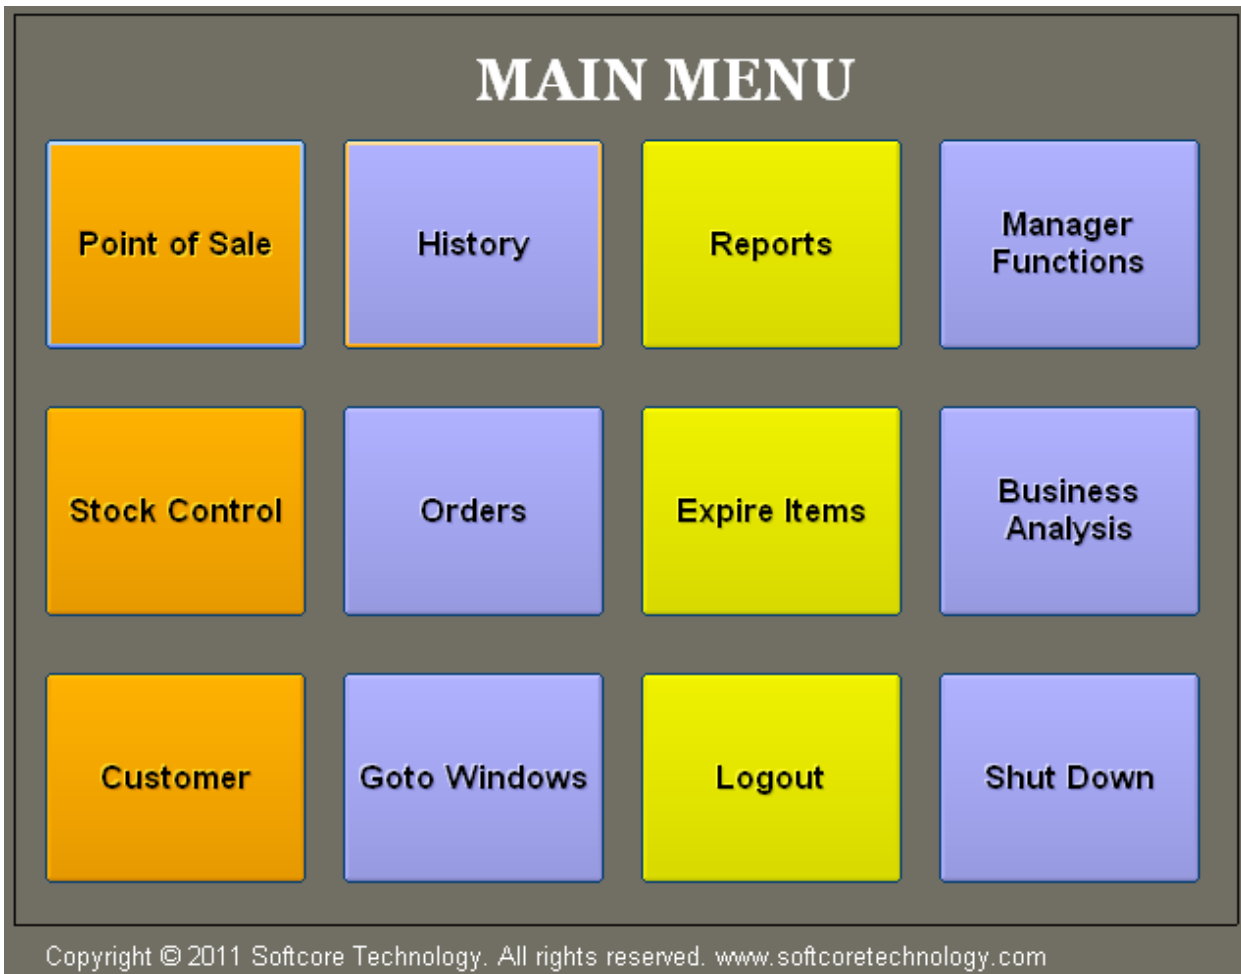 MAIN MENU
Point of Sale
History
Reports
Manager
Functions
Stock Control
Orders
Expire Items
Business
Analysis
Customer
Goto Windows
Logout
Shut Down
Copyright © 2011 Softcore Technology. All rights reserved. www.softcoretechnology.com